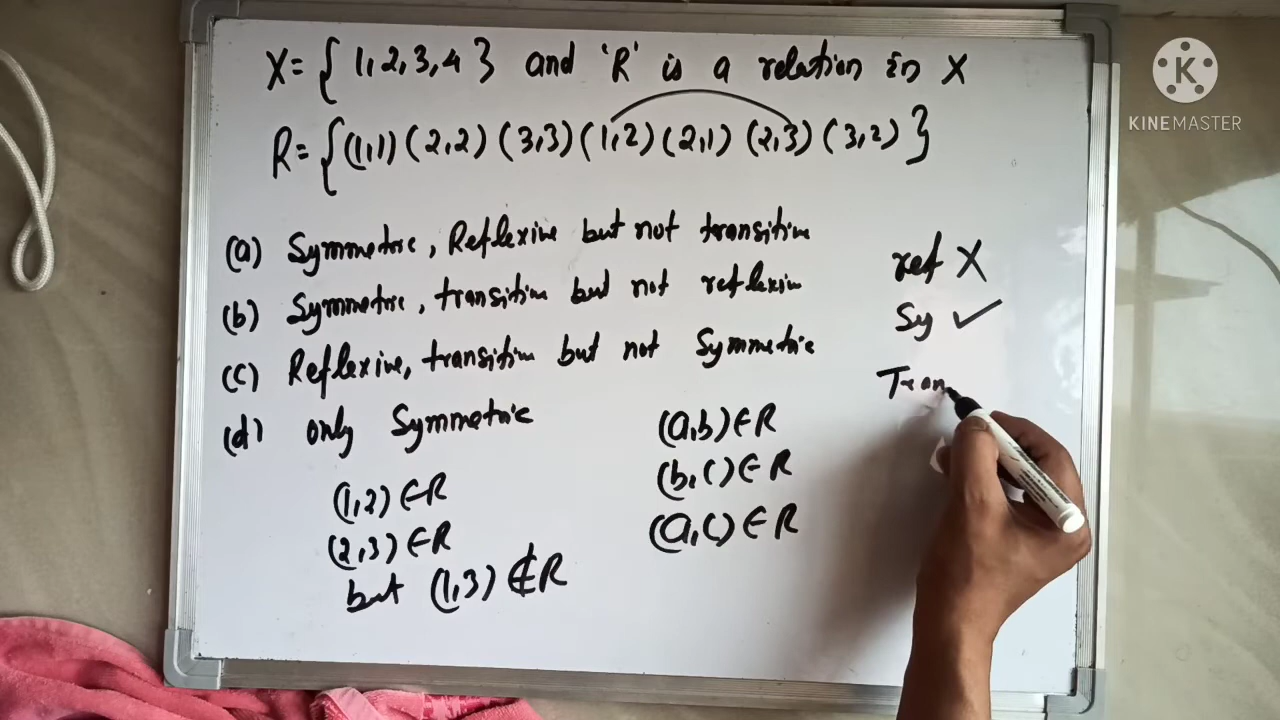 X = { 1,2,3,4 } and 'R' is a relation in X
R = {(1,1) (2,2) (3,3) (1,2) (2,1) (2,3) (3,2) }
(a) Symmetric, Reflexive but not transitive
(b) Symmetric, transitive but not reflexive
(c) Reflexive, transitive but not Symmetric
(d) only Symmetric
(1,2) ∈ R
(2,3) ∈ R
but (1,3) ∉ R
(a,b) ∈ R
(b,c) ∈ R
(a,c) ∈ R
ref X
Sy ✓
Tran
KINEMASTER